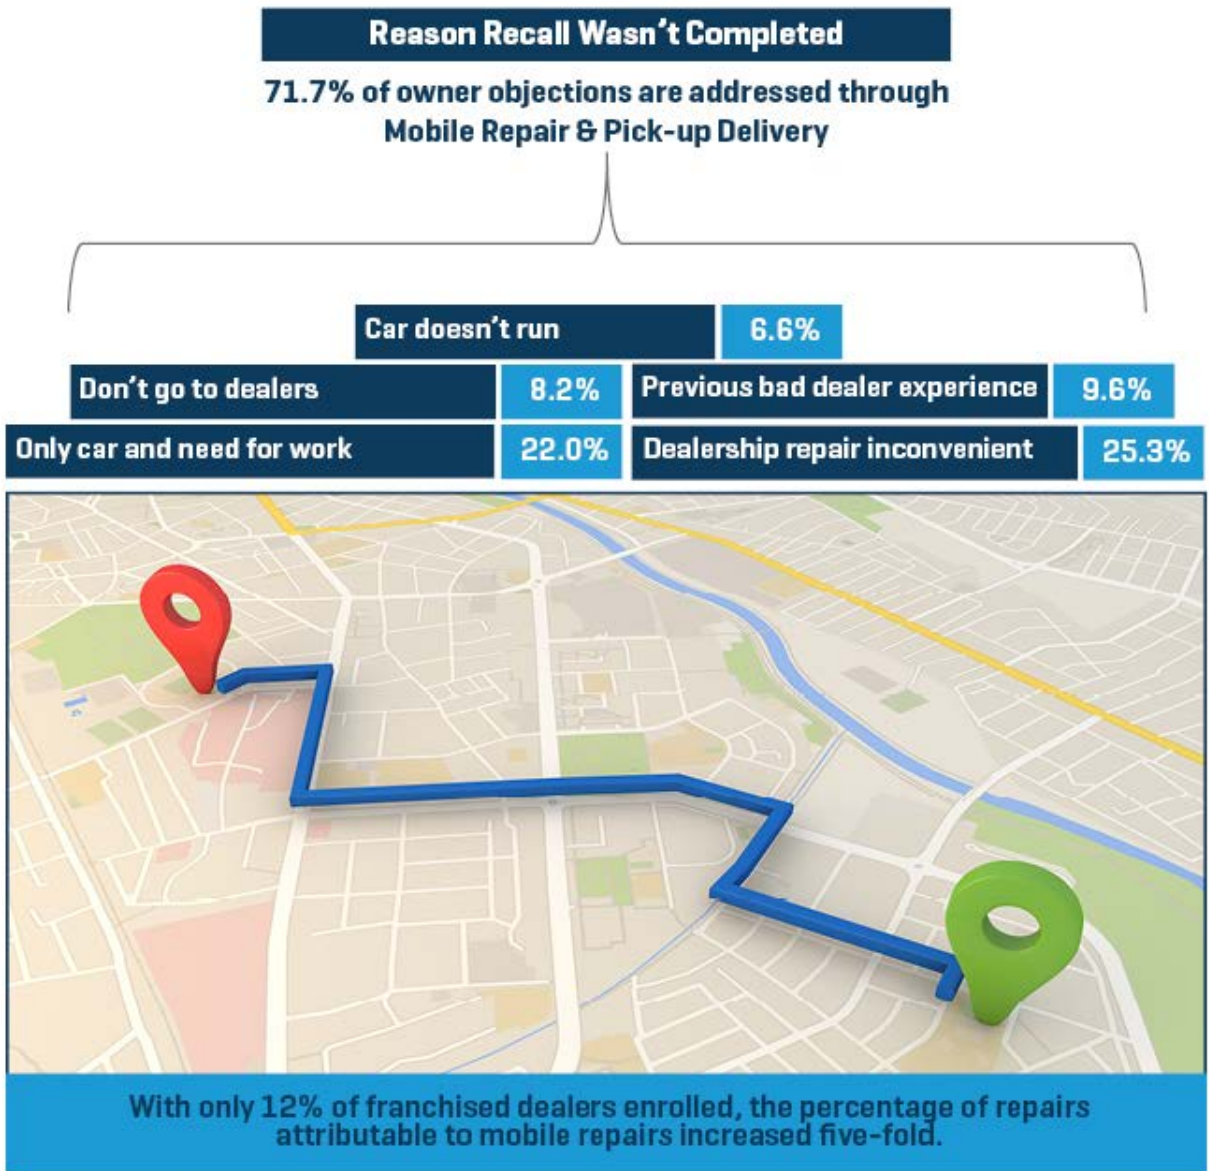 Reason Recall Wasn't Completed
71.7% of owner objections are addressed through
Mobile Repair & Pick-up Delivery
Car doesn't run 6.6%
Don't go to dealers 8.2% Previous bad dealer experience 9.6%
Only car and need for work 22.0% Dealership repair inconvenient 25.3%
With only 12% of franchised dealers enrolled, the percentage of repairs
attributable to mobile repairs increased five-fold.